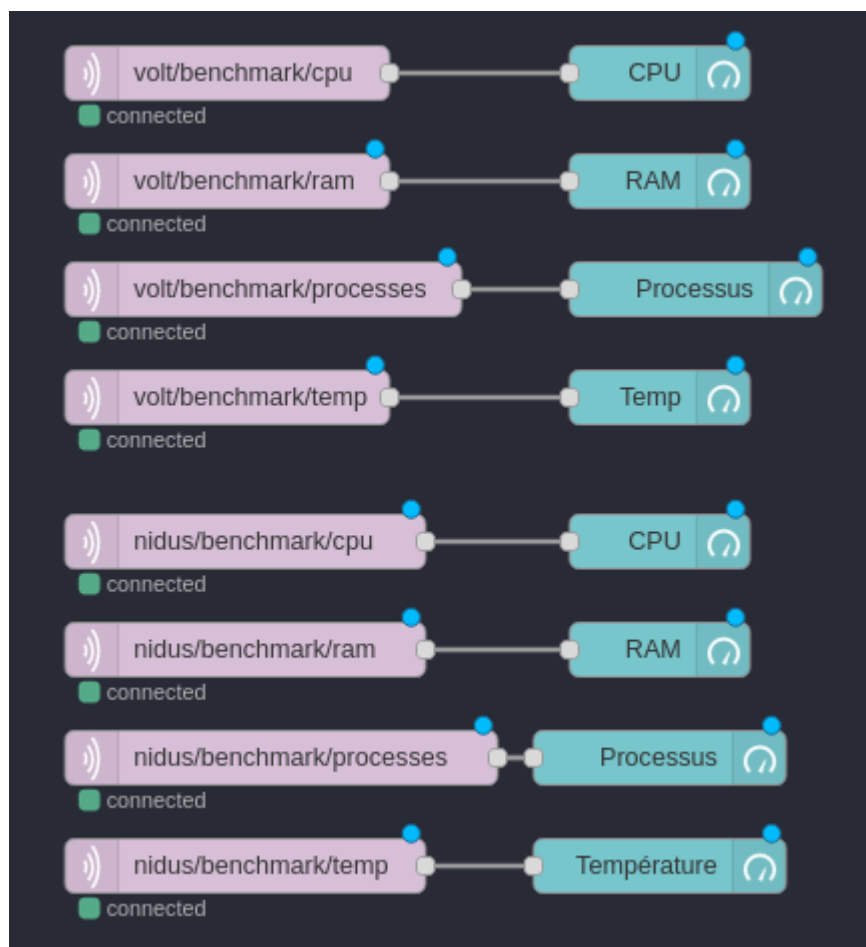 volt/benchmark/cpu CPU
connected
volt/benchmark/ram RAM
connected
volt/benchmark/processes Processus
connected
volt/benchmark/temp Temp
connected
nidus/benchmark/cpu CPU
connected
nidus/benchmark/ram RAM
connected
nidus/benchmark/processes Processus
connected
nidus/benchmark/temp Température
connected